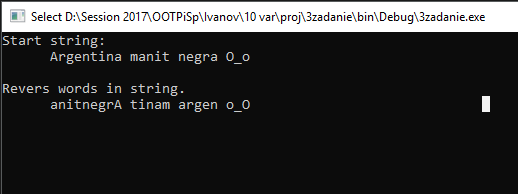 Select D:\Session 2017\OOTPiSp\Ivanov\10 var\proj\3zadanie\bin\Debug\3zadanie.exe
Start string:
Argentina manit negra O_o
Revers words in string.
anitnegrA tinam argen o_O